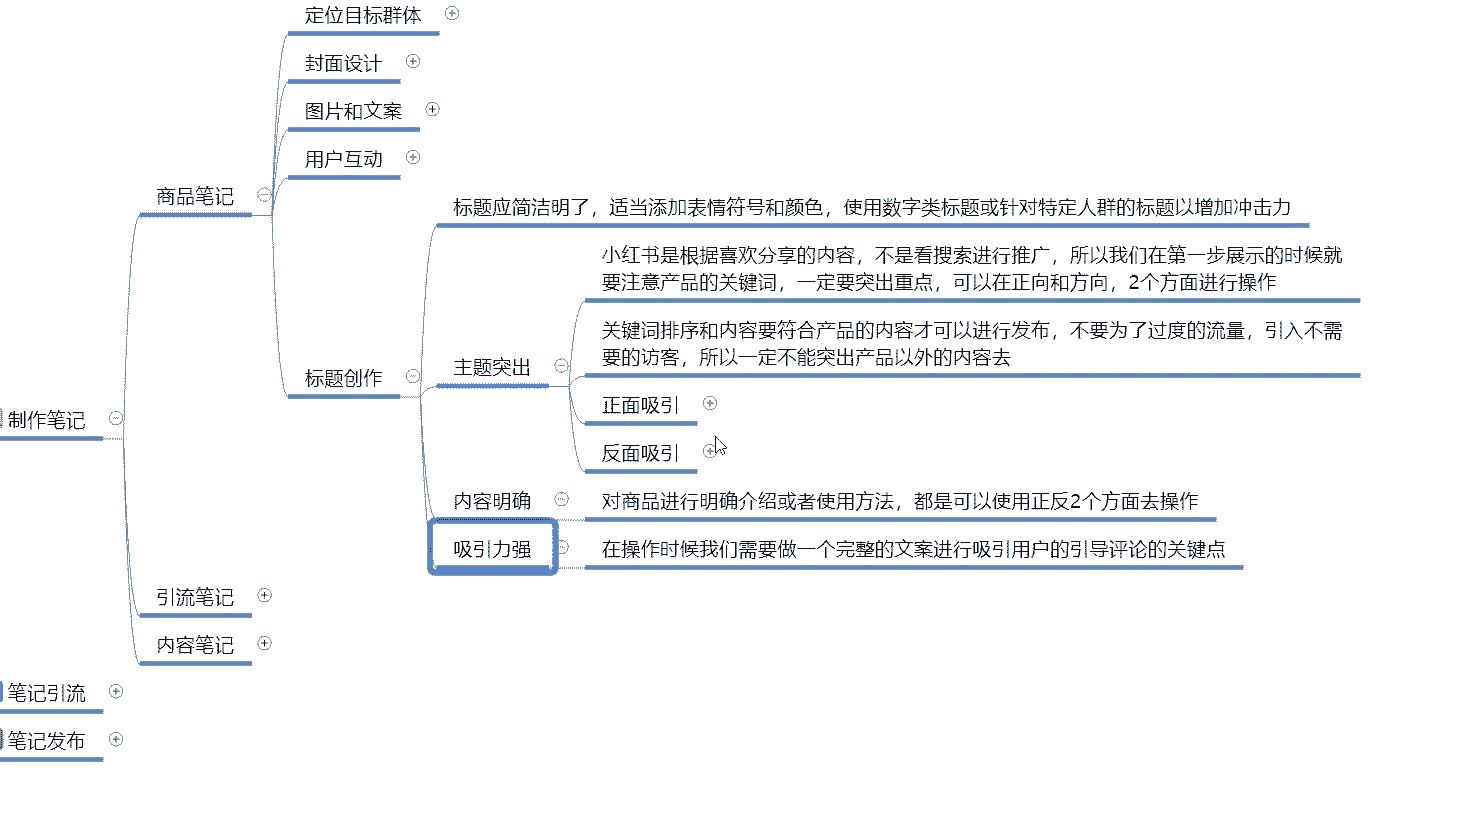 定位目标群体
封面设计
图片和文案
用户互动
商品笔记
标题应简洁明了，适当添加表情符号和颜色，使用数字类标题或针对特定人群的标题以增加冲击力
小红书是根据喜欢分享的内容，不是看搜索进行推广，所以我们在第一步展示的时候就
要注意产品的关键词，一定要突出重点，可以在正向和方向，2个方面进行操作
关键词排序和内容要符合产品的内容才可以进行发布，不要为了过度的流量，引入不需
要的访客，所以一定不能突出产品以外的内容去
主题突出
标题创作
正面吸引
制作笔记
反面吸引
内容明确
对商品进行明确介绍或者使用方法，都是可以使用正反2个方面去操作
吸引力强
在操作时候我们需要做一个完整的文案进行吸引用户的引导评论的关键点
引流笔记
内容笔记
笔记引流
笔记发布